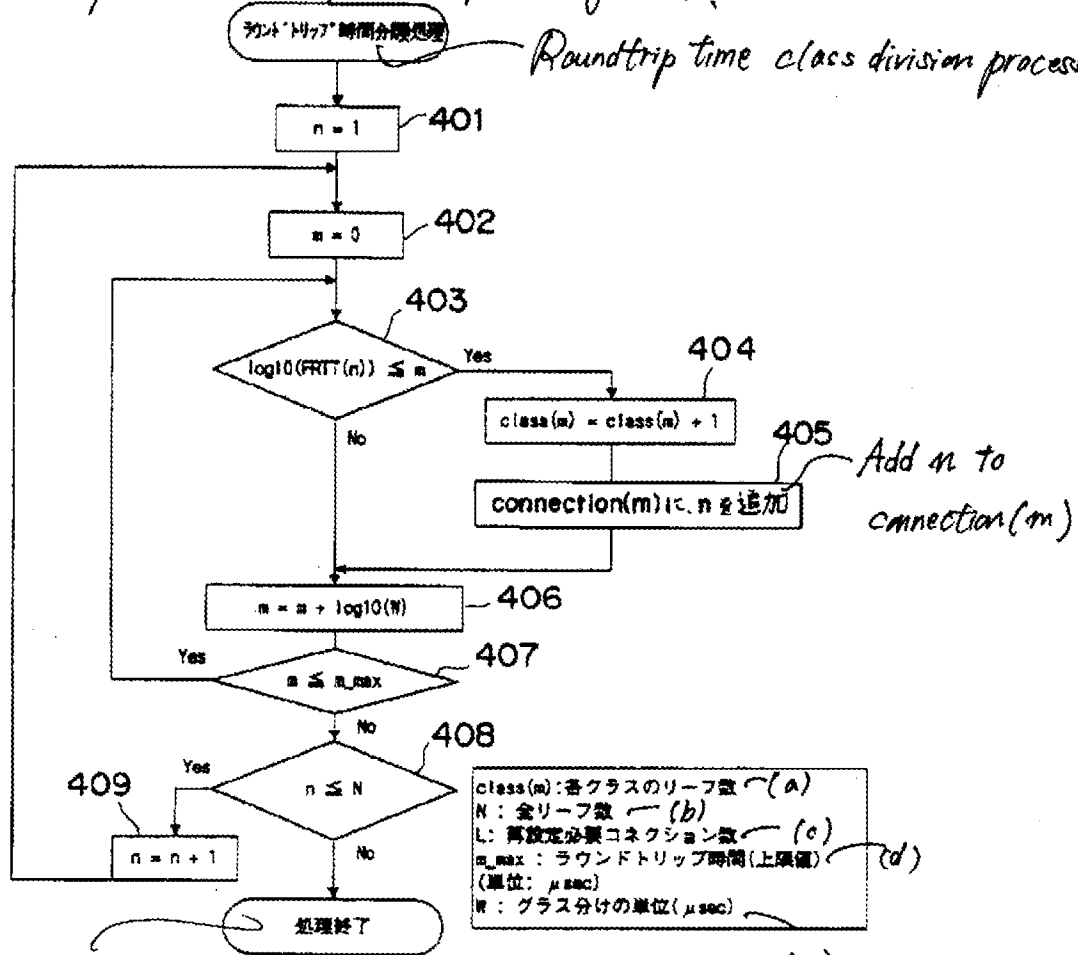 ラウンドトリップ時間分類処理
Roundtrip time class division process
n = 1
401
m = 0
402
403
log10(FRTT(n)) ≦ m
Yes
No
404
class(m) = class(m) + 1
405
connection(m)に、nを追加
Add n to
connection(m)
m = m + log10(W)
406
407
m ≦ m_max
Yes
No
408
n ≦ N
Yes
No
409
n = n + 1
class(m):各クラスのリーフ数 (a)
N : 全リーフ数 (b)
L: 再設定必要コネクション数 (c)
m_max : ラウンドトリップ時間(上限値) (d)
(単位: μsec)
W : クラス分けの単位(μsec)
処理終了